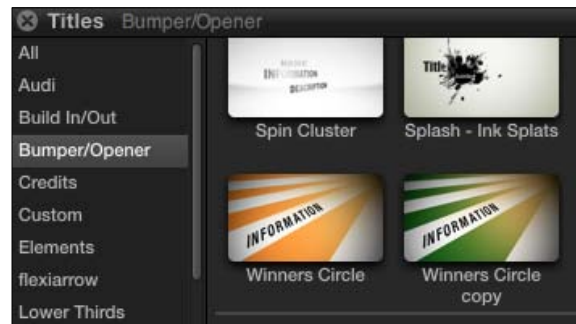 Titles Bumper/Opener
All
Audi
Build In/Out
Bumper/Opener
Credits
Custom
Elements
flexiarrow
Lower Thirds
INFORMATION
DESCRIPTION
Spin Cluster
Title
Splash - Ink Splats
INFORMATION
Winners Circle
INFORMATION
Winners Circle
copy